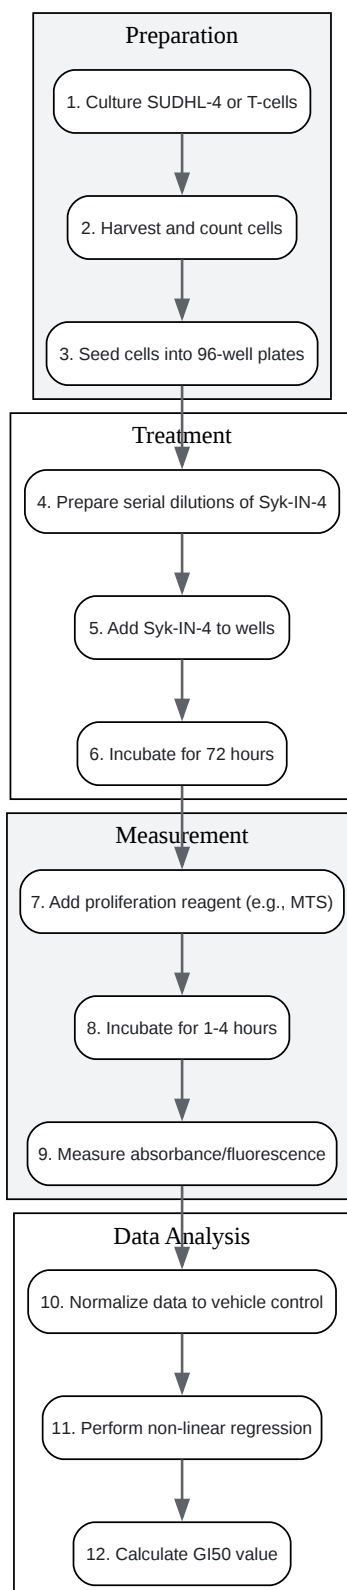 Preparation
1. Culture SUDHL-4 or T-cells
2. Harvest and count cells
3. Seed cells into 96-well plates
Treatment
4. Prepare serial dilutions of Syk-IN-4
5. Add Syk-IN-4 to wells
6. Incubate for 72 hours
Measurement
7. Add proliferation reagent (e.g., MTS)
8. Incubate for 1-4 hours
9. Measure absorbance/fluorescence
Data Analysis
10. Normalize data to vehicle control
11. Perform non-linear regression
12. Calculate GI50 value